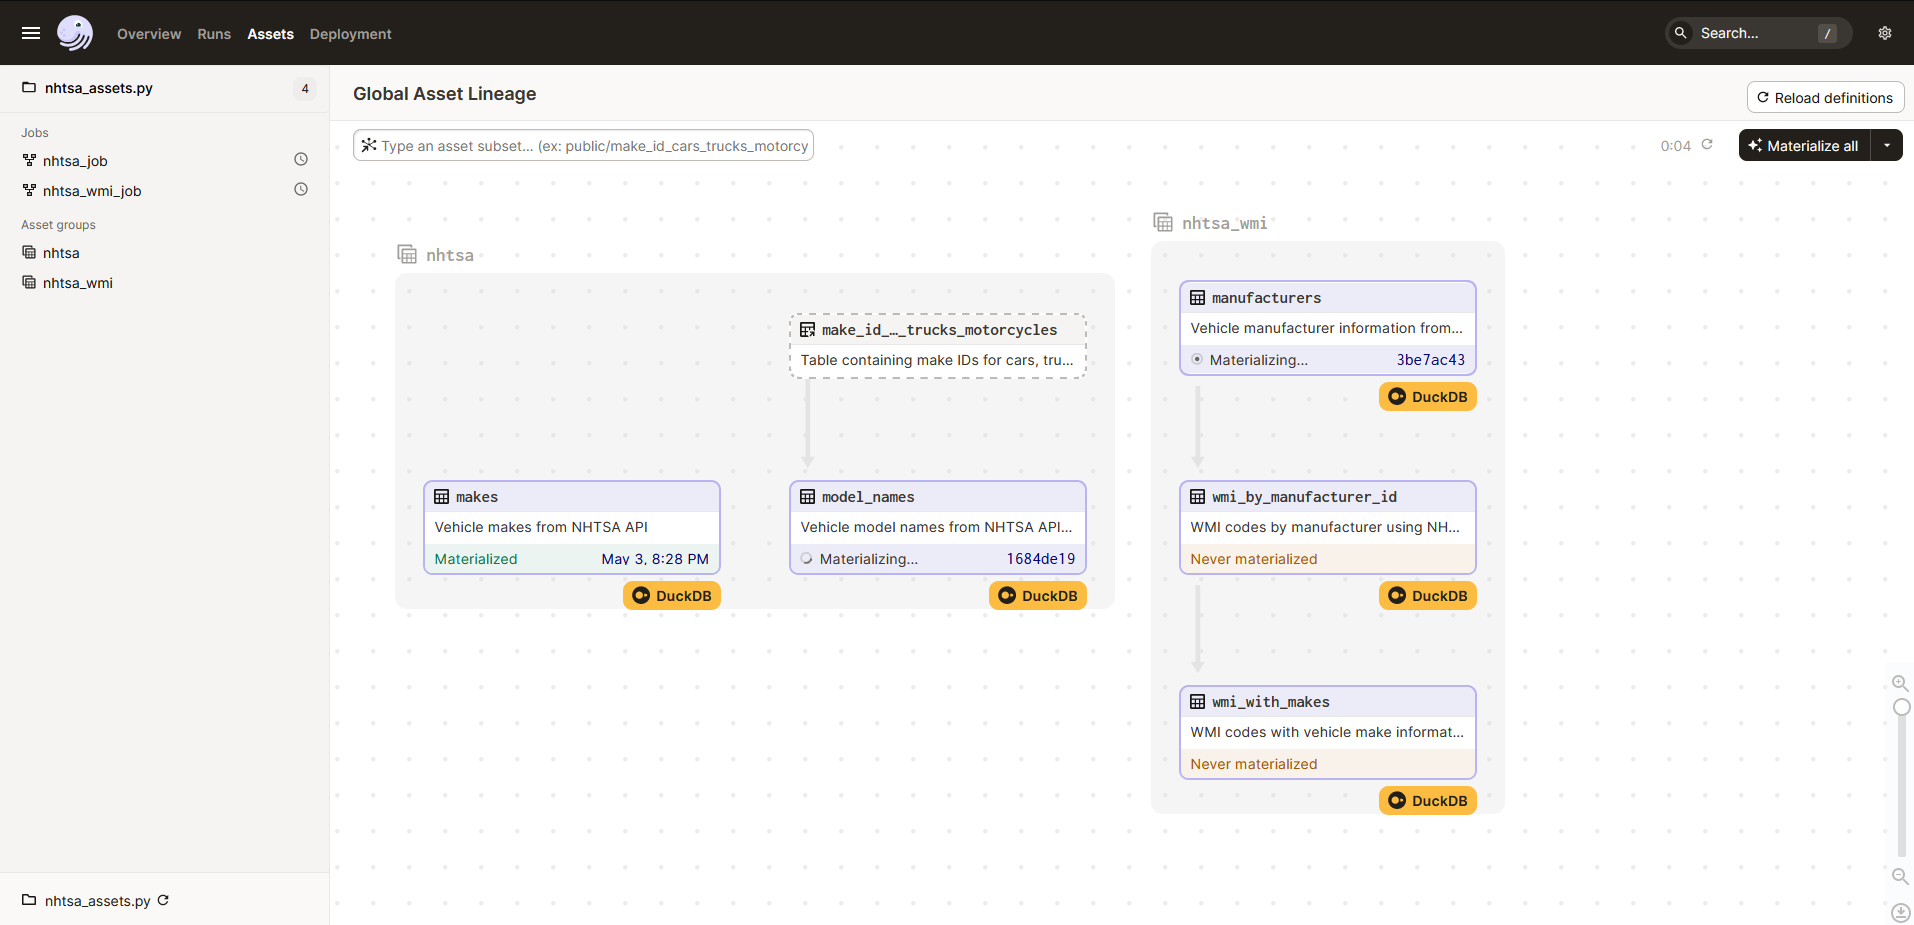 Overview Runs Assets Deployment
Search... /
nhtsa_assets.py 4
Jobs
nhtsa_job
nhtsa_wmi_job
Asset groups
nhtsa
nhtsa_wmi
nhtsa_assets.py
Global Asset Lineage
Reload definitions
Type an asset subset... (ex: public/make_id_cars_trucks_motorcy
0:04
Materialize all
nhtsa
make_id_…_trucks_motorcycles
Table containing make IDs for cars, tru...
makes
Vehicle makes from NHTSA API
Materialized May 3, 8:28 PM
DuckDB
model_names
Vehicle model names from NHTSA API...
Materializing... 1684de19
DuckDB
nhtsa_wmi
manufacturers
Vehicle manufacturer information from...
Materializing... 3be7ac43
DuckDB
wmi_by_manufacturer_id
WMI codes by manufacturer using NH...
Never materialized
DuckDB
wmi_with_makes
WMI codes with vehicle make informat...
Never materialized
DuckDB